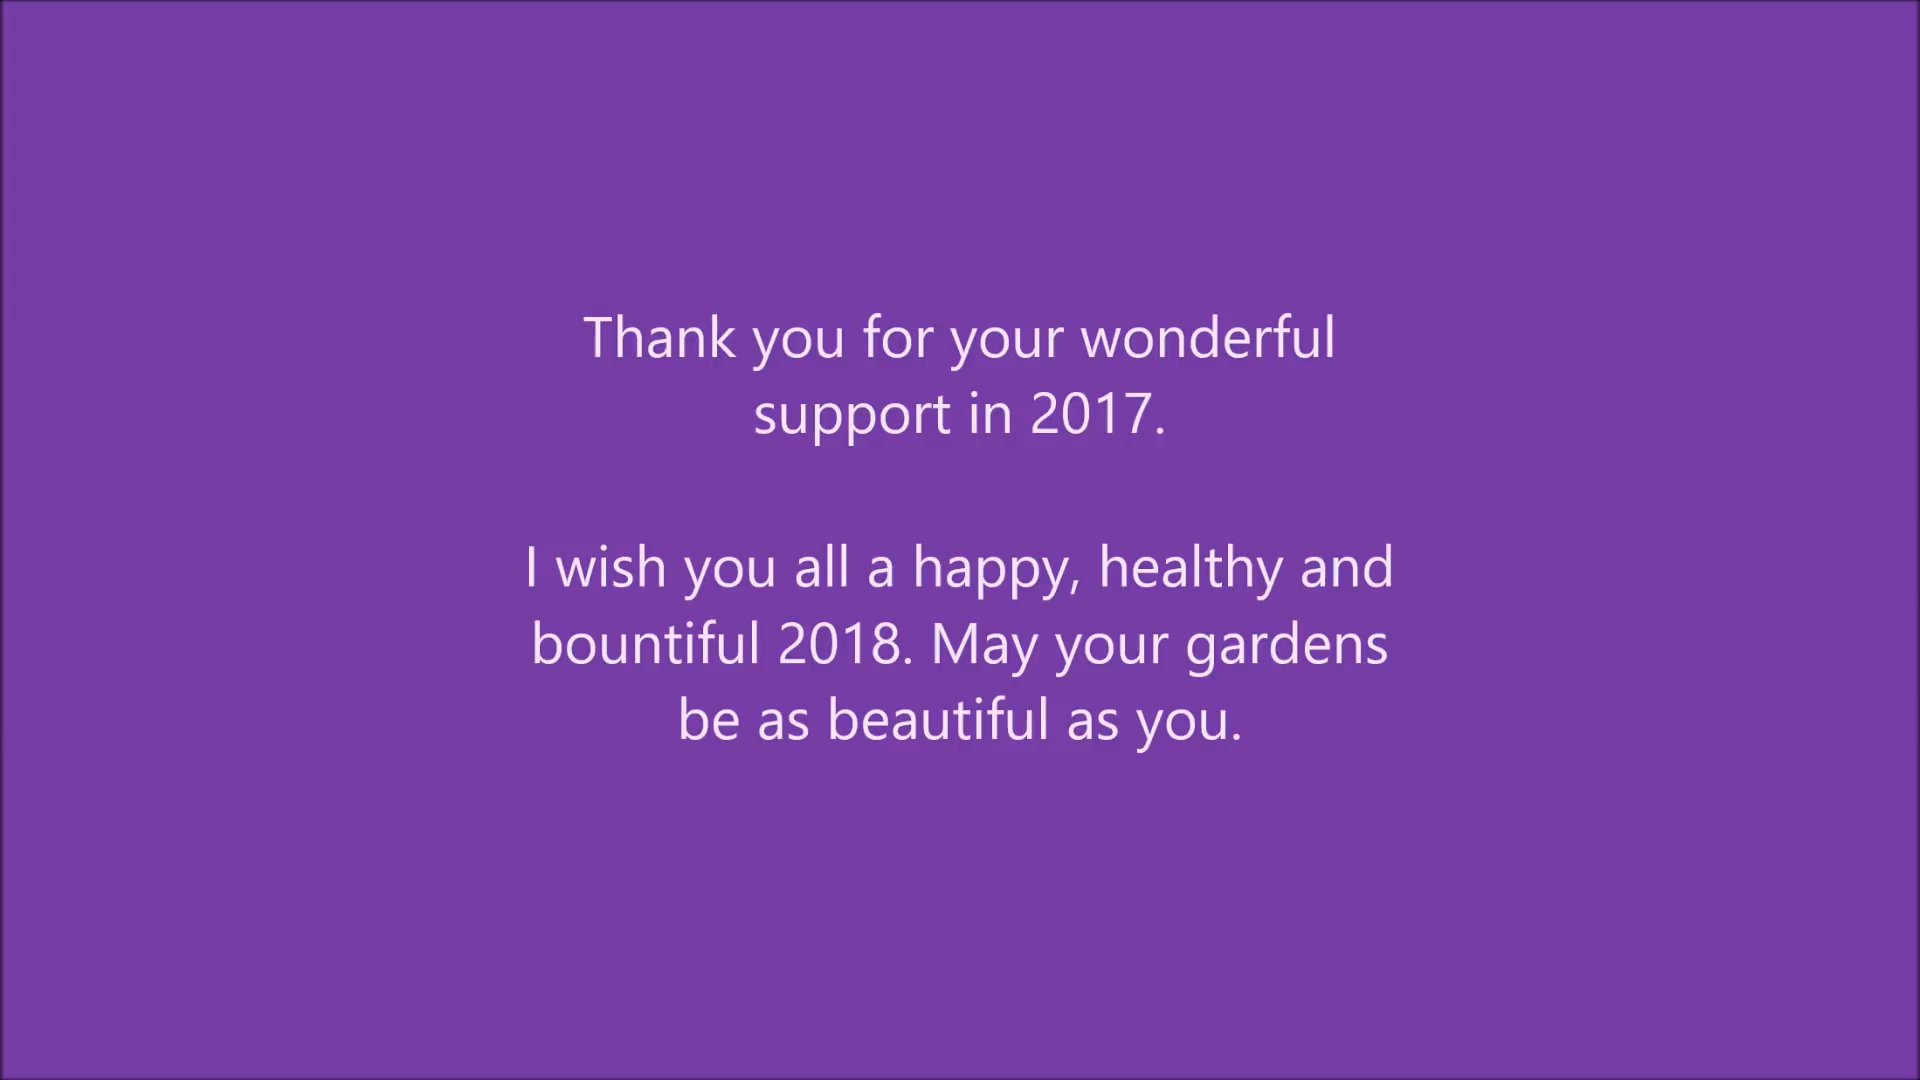 Thank you for your wonderful
support in 2017.
I wish you all a happy, healthy and
bountiful 2018. May your gardens
be as beautiful as you.